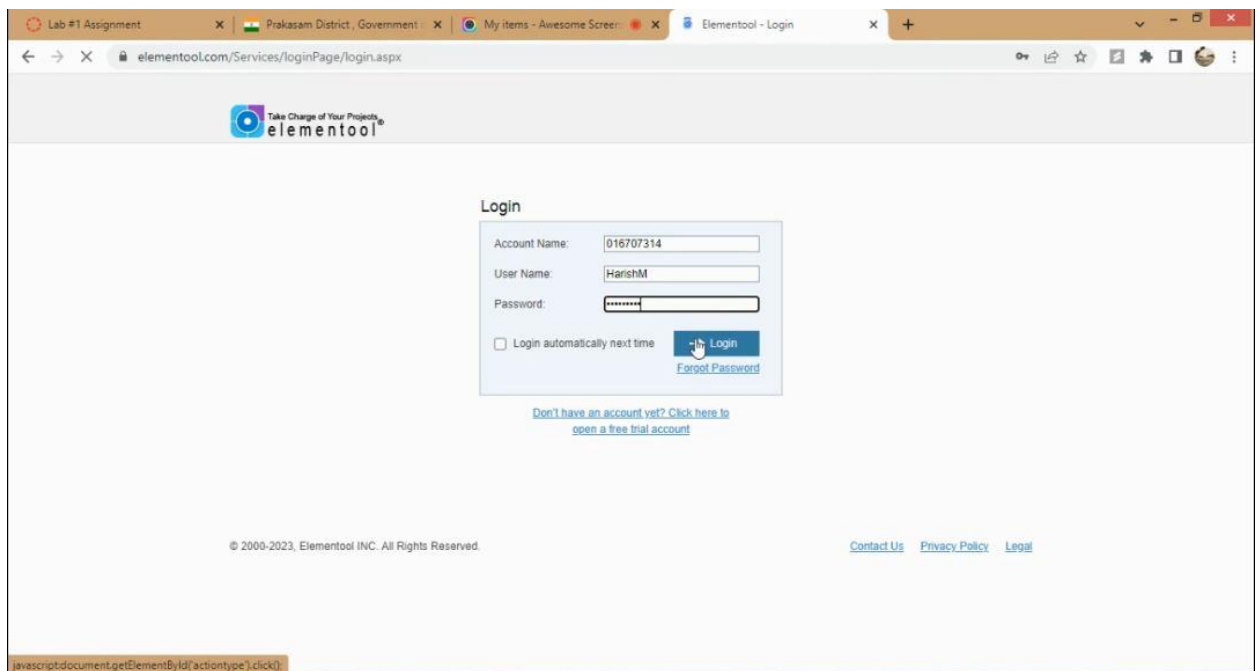 Lab #1 Assignment
Prakasam District, Government
My items - Awesome Screen
Elementool - Login
elementool.com/Services/loginPage/login.aspx
Take Charge of Your Projects
elementool®
Login
Account Name: 016707314
User Name: HarishM
Password: •••••••••
Login automatically next time
Login
Forgot Password
Don't have an account yet? Click here to
open a free trial account
© 2000-2023, Elementool INC. All Rights Reserved.
Contact Us Privacy Policy Legal
javascript:document.getElementById('actiontype').click();